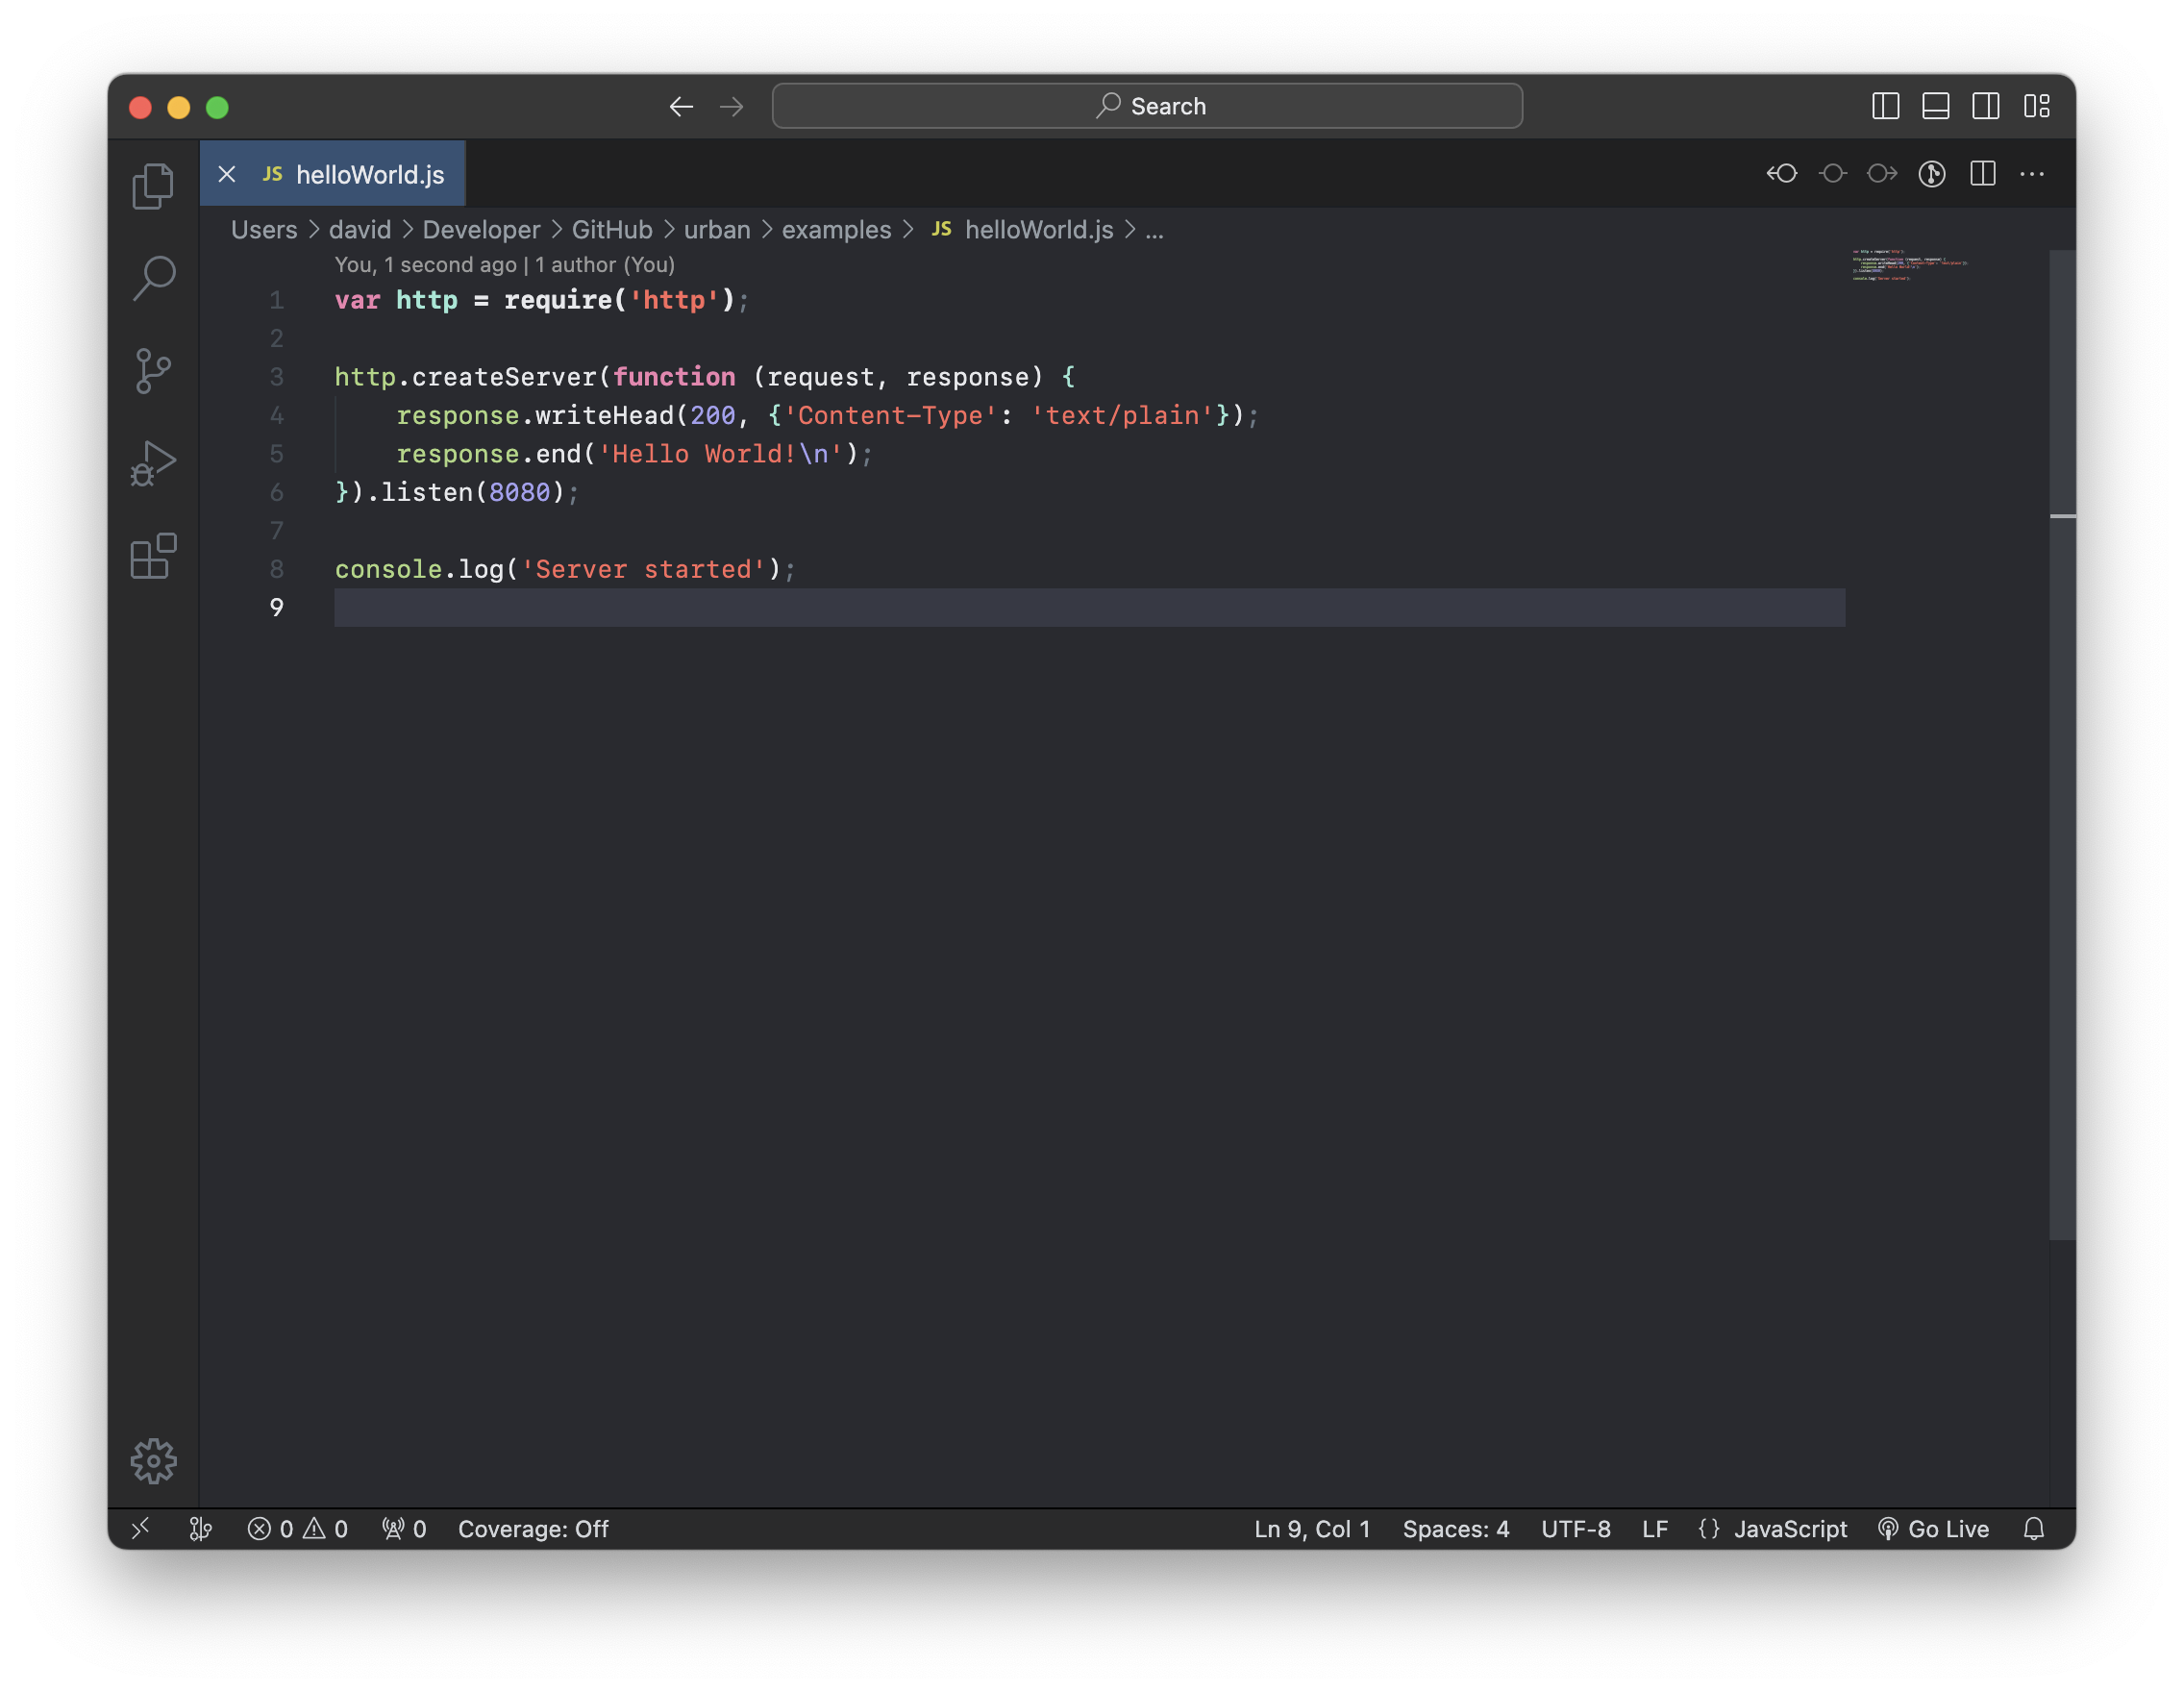 Search
JS helloWorld.js
Users > david > Developer > GitHub > urban > examples > JS helloWorld.js > ...
You, 1 second ago | 1 author (You)
1 var http = require('http');
2
3 http.createServer(function (request, response) {
4     response.writeHead(200, {'Content-Type': 'text/plain'});
5     response.end('Hello World!\n');
6 }).listen(8080);
7
8 console.log('Server started');
9
0 0 0 Coverage: Off Ln 9, Col 1 Spaces: 4 UTF-8 LF {} JavaScript Go Live